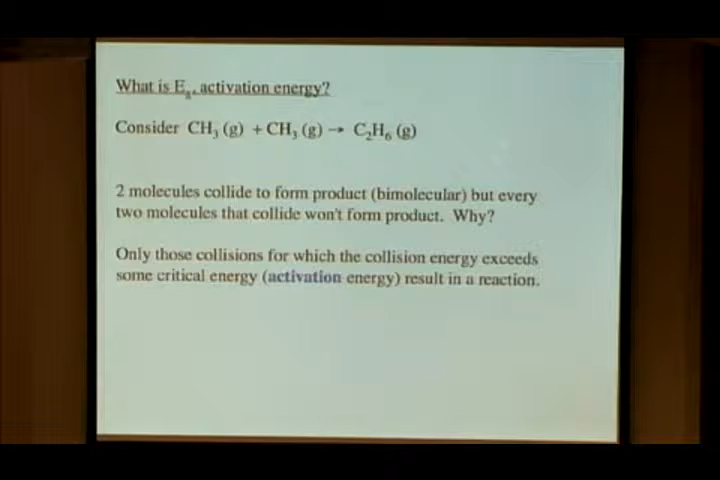 What is Eₐ, activation energy?
Consider CH₃ (g) + CH₃ (g) → C₂H₆ (g)
2 molecules collide to form product (bimolecular) but every
two molecules that collide won't form product. Why?
Only those collisions for which the collision energy exceeds
some critical energy (activation energy) result in a reaction.